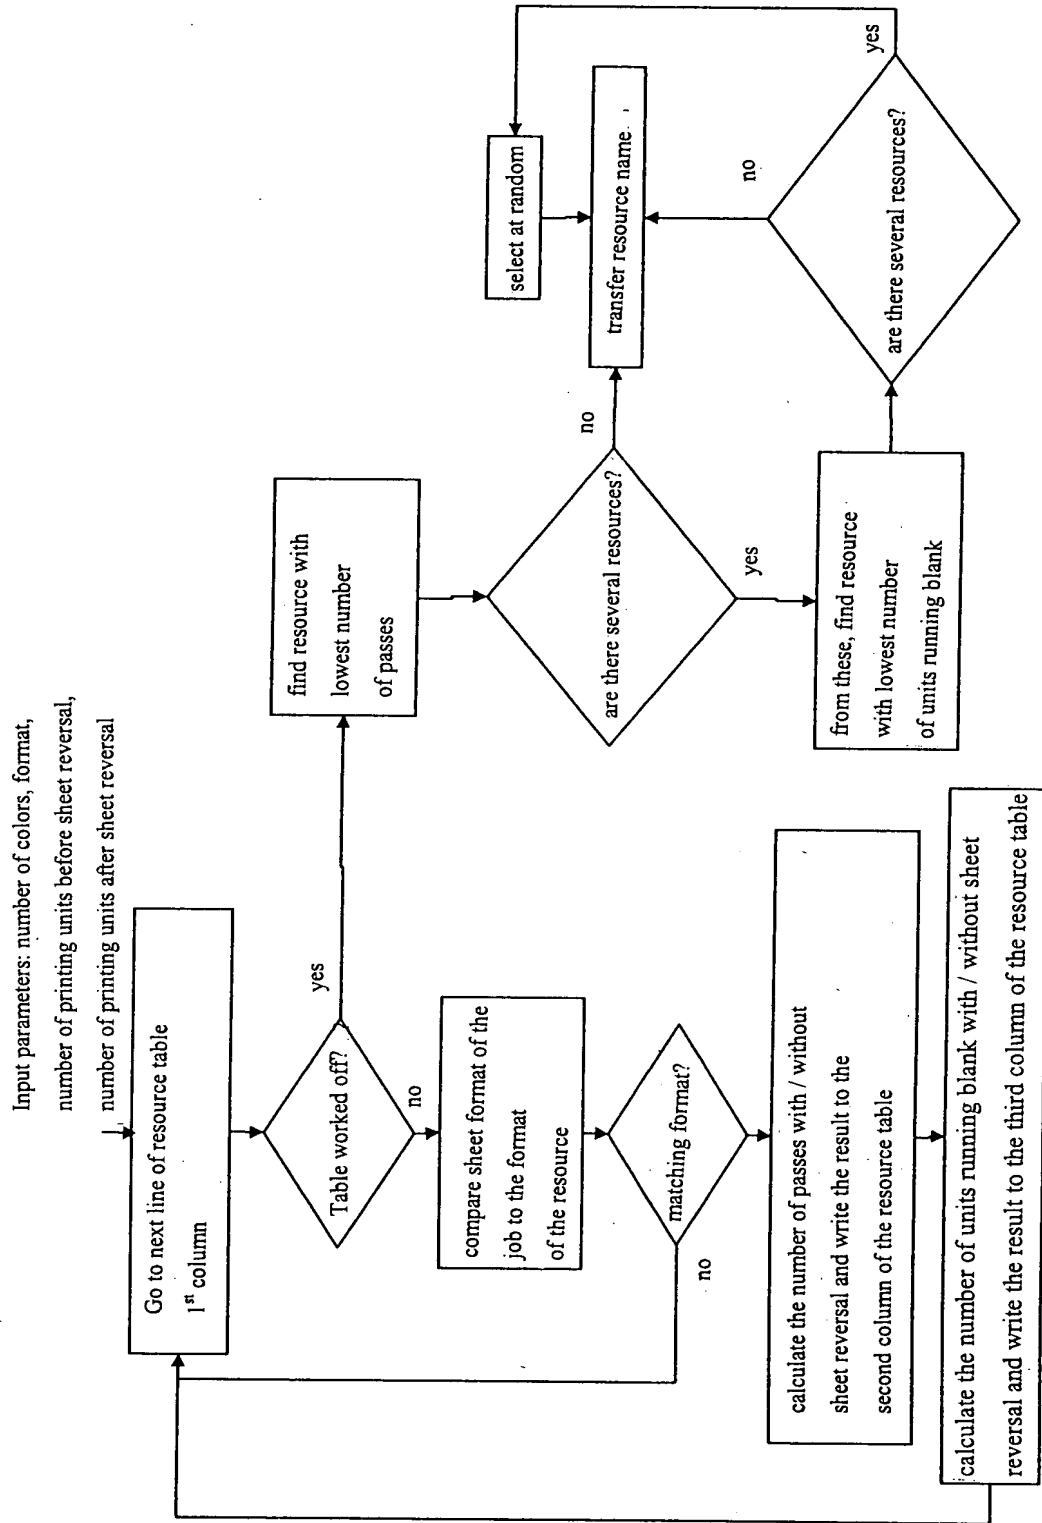 Input parameters: number of colors, format,
number of printing units before sheet reversal,
number of printing units after sheet reversal
Go to next line of resource table
1st column
Table worked off?
yes
no
compare sheet format of the
job to the format
of the resource
matching format?
no
calculate the number of passes with / without
sheet reversal and write the result to the
second column of the resource table
calculate the number of units running blank with / without sheet
reversal and write the result to the third column of the resource table
find resource with
lowest number
of passes
are there several resources?
no
yes
from these, find resource
with lowest number
of units running blank
are there several resources?
no
yes
select at random
transfer resource name